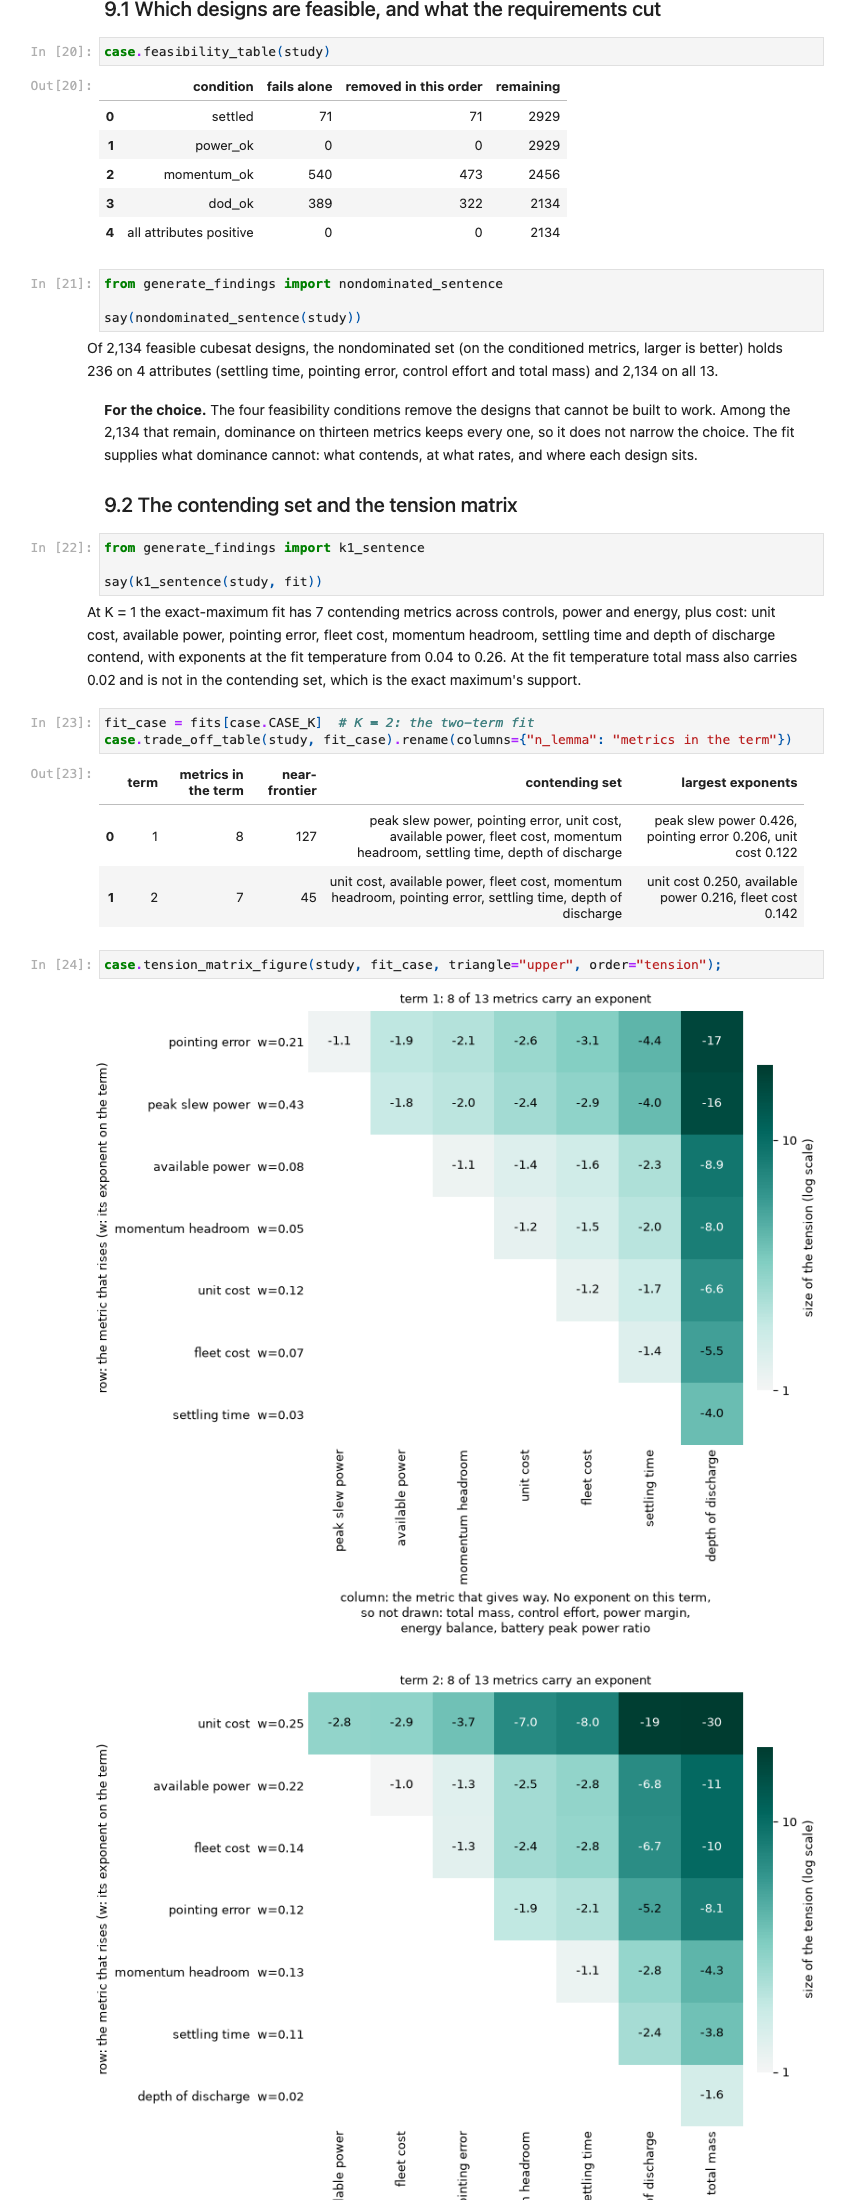 9.1 Which designs are feasible, and what the requirements cut
In [20]: case.feasibility_table(study)
Out[20]: condition fails alone removed in this order remaining
0 settled 71 71 2929
1 power_ok 0 0 2929
2 momentum_ok 540 473 2456
3 dod_ok 389 322 2134
4 all attributes positive 0 0 2134
In [21]: from generate_findings import nondominated_sentence
say(nondominated_sentence(study))
Of 2,134 feasible cubesat designs, the nondominated set (on the conditioned metrics, larger is better) holds
236 on 4 attributes (settling time, pointing error, control effort and total mass) and 2,134 on all 13.
For the choice. The four feasibility conditions remove the designs that cannot be built to work. Among the
2,134 that remain, dominance on thirteen metrics keeps every one, so it does not narrow the choice. The fit
supplies what dominance cannot: what contends, at what rates, and where each design sits.
9.2 The contending set and the tension matrix
In [22]: from generate_findings import k1_sentence
say(k1_sentence(study, fit))
At K = 1 the exact-maximum fit has 7 contending metrics across controls, power and energy, plus cost: unit
cost, available power, pointing error, fleet cost, momentum headroom, settling time and depth of discharge
contend, with exponents at the fit temperature from 0.04 to 0.26. At the fit temperature total mass also carries
0.02 and is not in the contending set, which is the exact maximum's support.
In [23]: fit_case = fits[case.CASE_K] # K = 2: the two-term fit
case.trade_off_table(study, fit_case).rename(columns={"n_lemma": "metrics in the term"})
Out[23]: term metrics in the term near-frontier contending set largest exponents
0 1 8 127 peak slew power, pointing error, unit cost, available power, fleet cost, momentum headroom, settling time, depth of discharge peak slew power 0.426, pointing error 0.206, unit cost 0.122
1 2 7 45 unit cost, available power, fleet cost, momentum headroom, pointing error, settling time, depth of discharge unit cost 0.250, available power 0.216, fleet cost 0.142
In [24]: case.tension_matrix_figure(study, fit_case, triangle="upper", order="tension");
term 1: 8 of 13 metrics carry an exponent
row: the metric that rises (w: its exponent on the term)
pointing error w=0.21 -1.1 -1.9 -2.1 -2.6 -3.1 -4.4 -17
peak slew power w=0.43 -1.8 -2.0 -2.4 -2.9 -4.0 -16
available power w=0.08 -1.1 -1.4 -1.6 -2.3 -8.9
momentum headroom w=0.05 -1.2 -1.5 -2.0 -8.0
unit cost w=0.12 -1.2 -1.7 -6.6
fleet cost w=0.07 -1.4 -5.5
settling time w=0.03 -4.0
10
1
size of the tension (log scale)
peak slew power
available power
momentum headroom
unit cost
fleet cost
settling time
depth of discharge
column: the metric that gives way. No exponent on this term,
so not drawn: total mass, control effort, power margin,
energy balance, battery peak power ratio
term 2: 8 of 13 metrics carry an exponent
row: the metric that rises (w: its exponent on the term)
unit cost w=0.25 -2.8 -2.9 -3.7 -7.0 -8.0 -19 -30
available power w=0.22 -1.0 -1.3 -2.5 -2.8 -6.8 -11
fleet cost w=0.14 -1.3 -2.4 -2.8 -6.7 -10
pointing error w=0.12 -1.9 -2.1 -5.2 -8.1
momentum headroom w=0.13 -1.1 -2.8 -4.3
settling time w=0.11 -2.4 -3.8
depth of discharge w=0.02 -1.6
10
1
size of the tension (log scale)
lable power
fleet cost
inting error
headroom
ettling time
of discharge
total mass